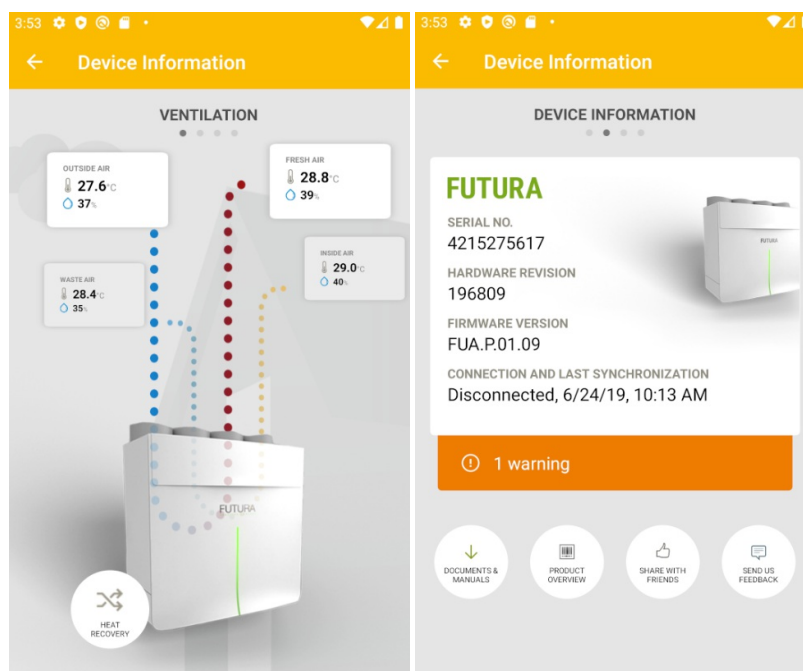 3:53
Device Information
VENTILATION
OUTSIDE AIR
27.6°C
37%
FRESH AIR
28.8°C
39%
INSIDE AIR
29.0°C
40%
WASTE AIR
28.4°C
35%
FUTURA
HEAT
RECOVERY
3:53
Device Information
DEVICE INFORMATION
FUTURA
SERIAL NO.
4215275617
HARDWARE REVISION
196809
FIRMWARE VERSION
FUA.P.01.09
CONNECTION AND LAST SYNCHRONIZATION
Disconnected, 6/24/19, 10:13 AM
FUTURA
1 warning
DOCUMENTS &
MANUALS
PRODUCT
OVERVIEW
SHARE WITH
FRIENDS
SEND US
FEEDBACK